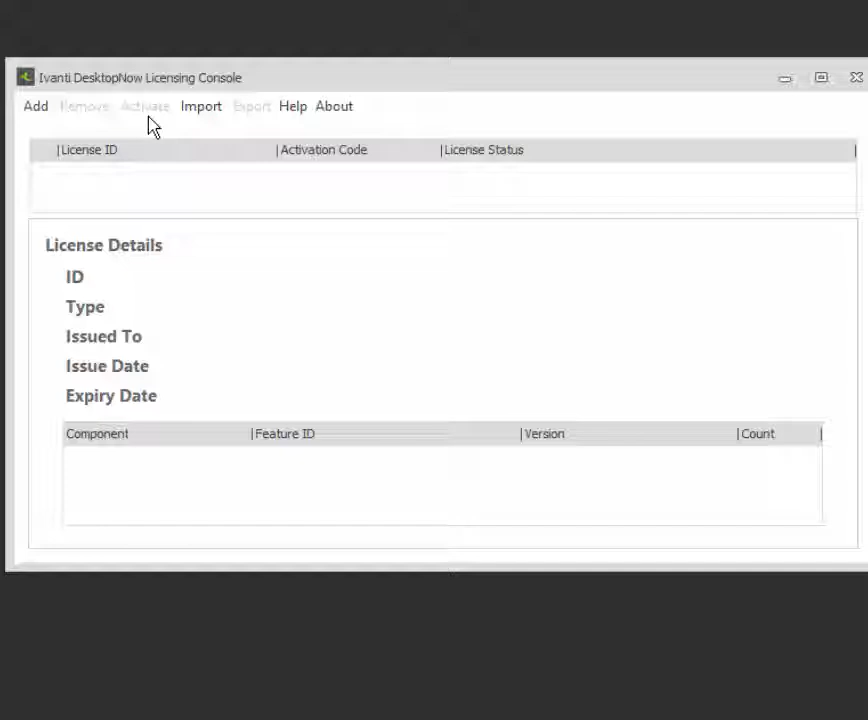 Ivanti DesktopNow Licensing Console
Add Remove Activate Import Export Help About
License ID Activation Code License Status
License Details
ID
Type
Issued To
Issue Date
Expiry Date
Component Feature ID Version Count